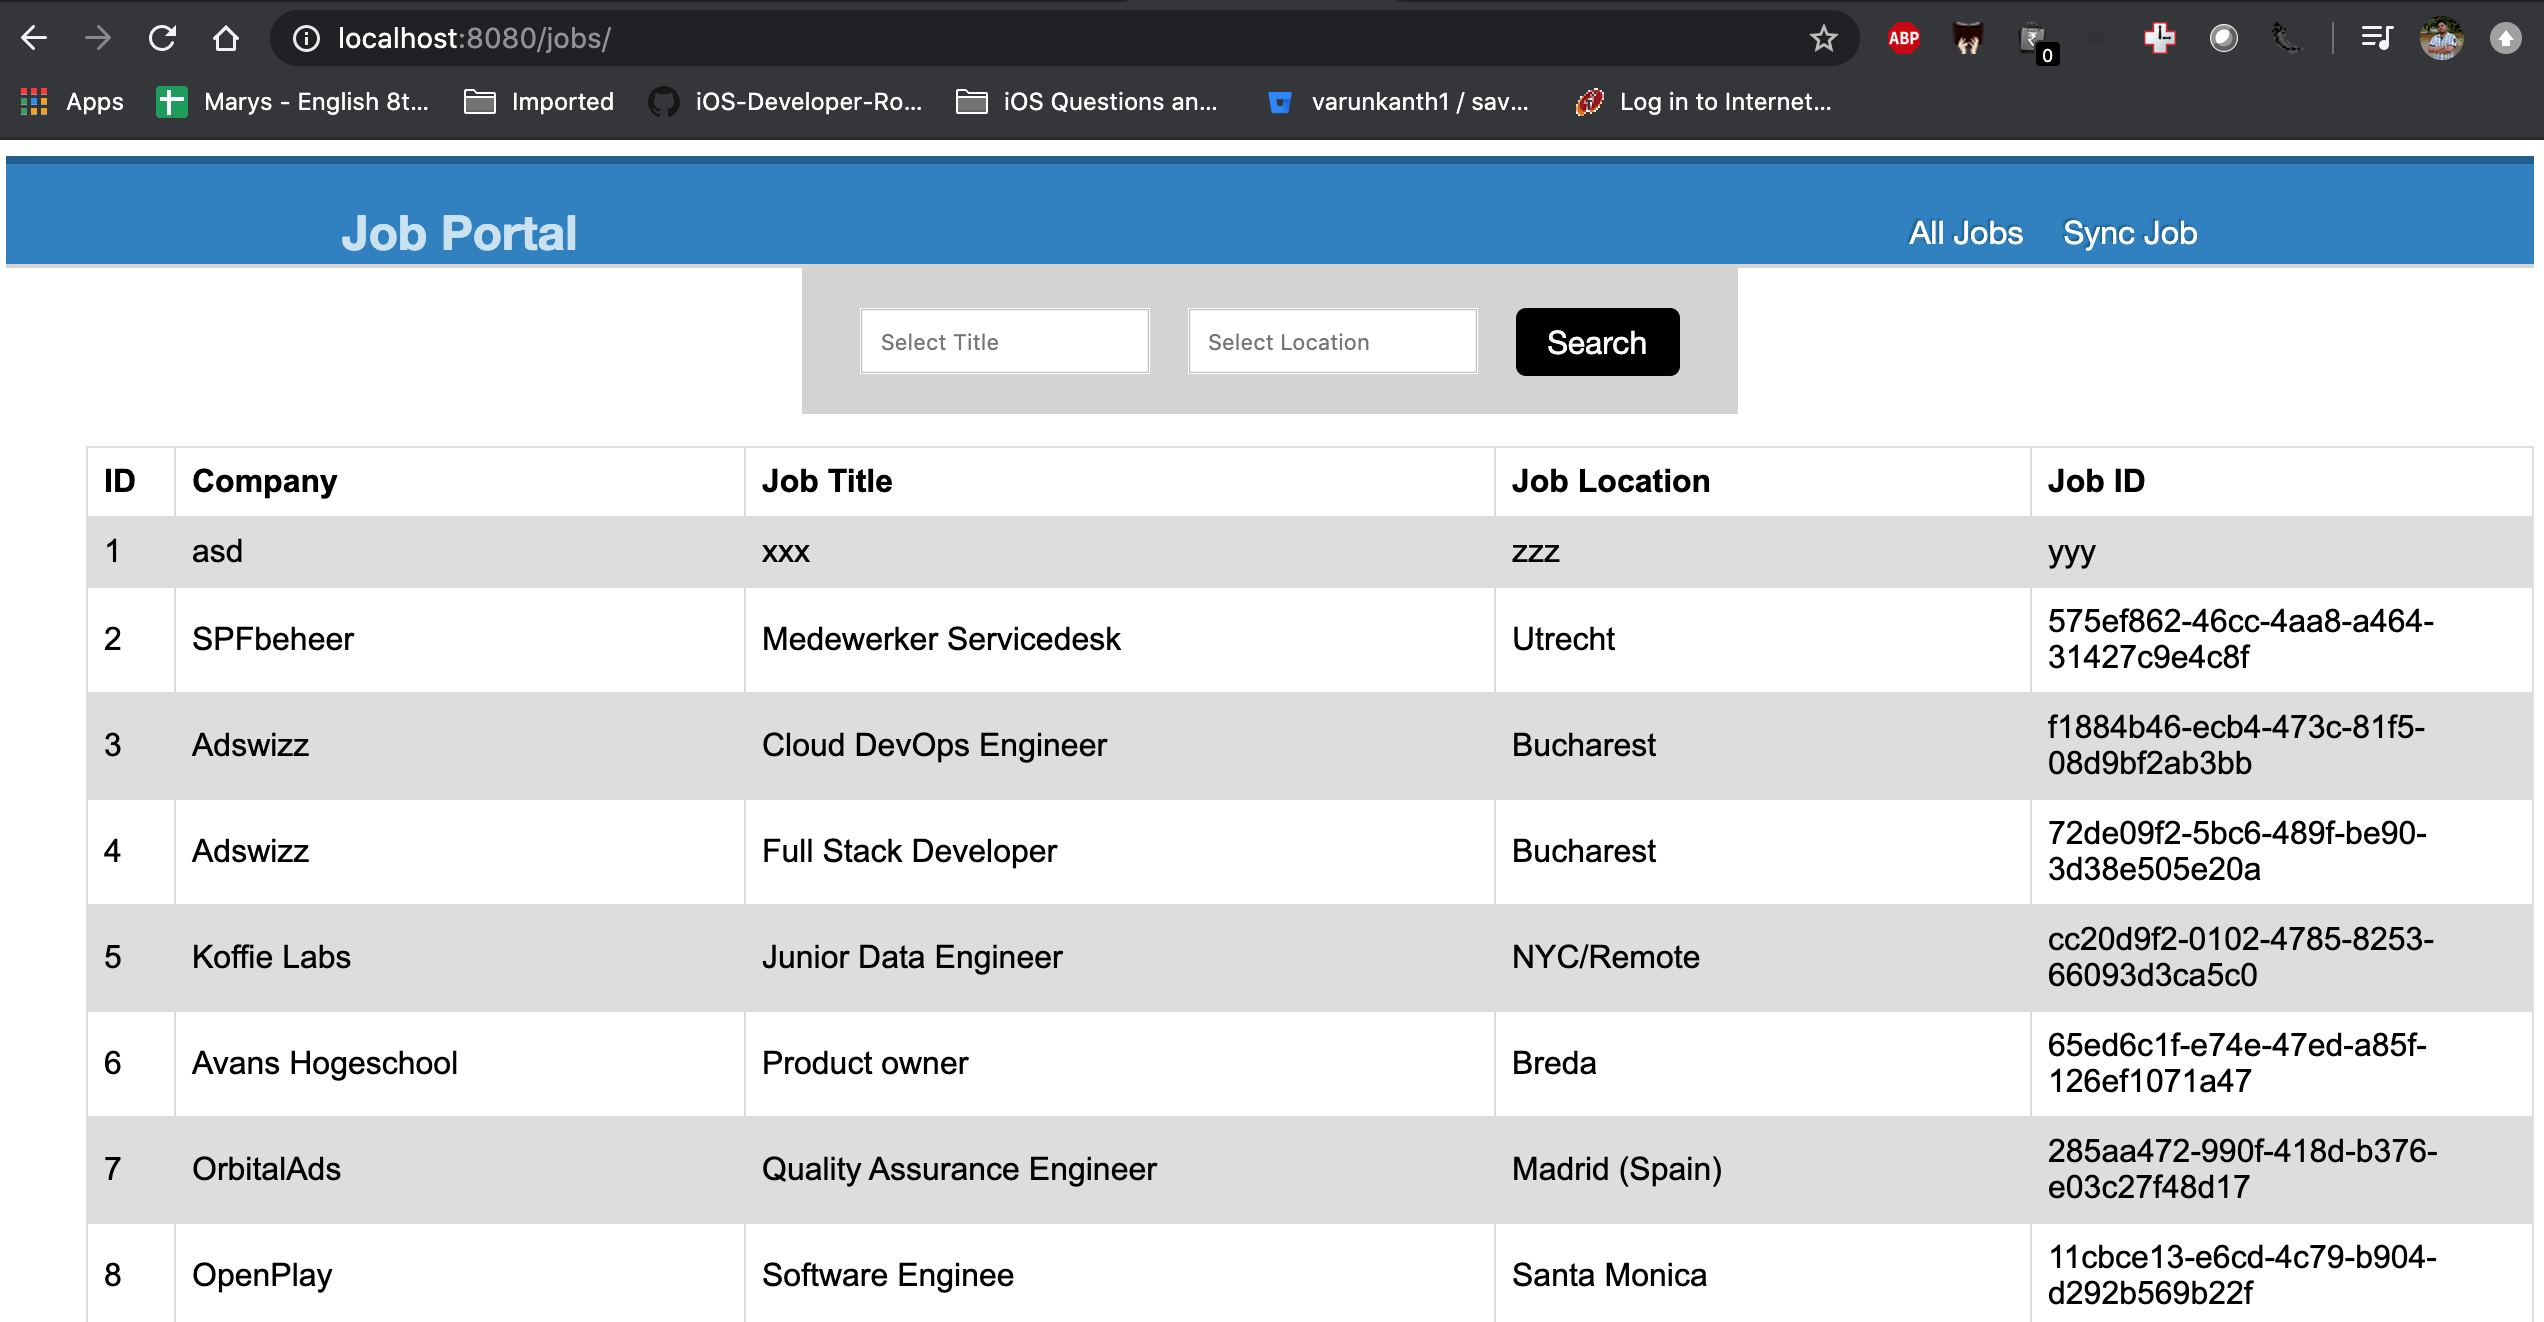 localhost:8080/jobs/
ABP
0
Apps Marys - English 8t... Imported iOS-Developer-Ro... iOS Questions an... varunkanth1 / sav... Log in to Internet...
Job Portal All Jobs Sync Job
Select Title Select Location Search
ID Company Job Title Job Location Job ID
1 asd xxx zzz yyy
2 SPFbeheer Medewerker Servicedesk Utrecht 575ef862-46cc-4aa8-a464-
31427c9e4c8f
3 Adswizz Cloud DevOps Engineer Bucharest f1884b46-ecb4-473c-81f5-
08d9bf2ab3bb
4 Adswizz Full Stack Developer Bucharest 72de09f2-5bc6-489f-be90-
3d38e505e20a
5 Koffie Labs Junior Data Engineer NYC/Remote cc20d9f2-0102-4785-8253-
66093d3ca5c0
6 Avans Hogeschool Product owner Breda 65ed6c1f-e74e-47ed-a85f-
126ef1071a47
7 OrbitalAds Quality Assurance Engineer Madrid (Spain) 285aa472-990f-418d-b376-
e03c27f48d17
8 OpenPlay Software Enginee Santa Monica 11cbce13-e6cd-4c79-b904-
d292b569b22f